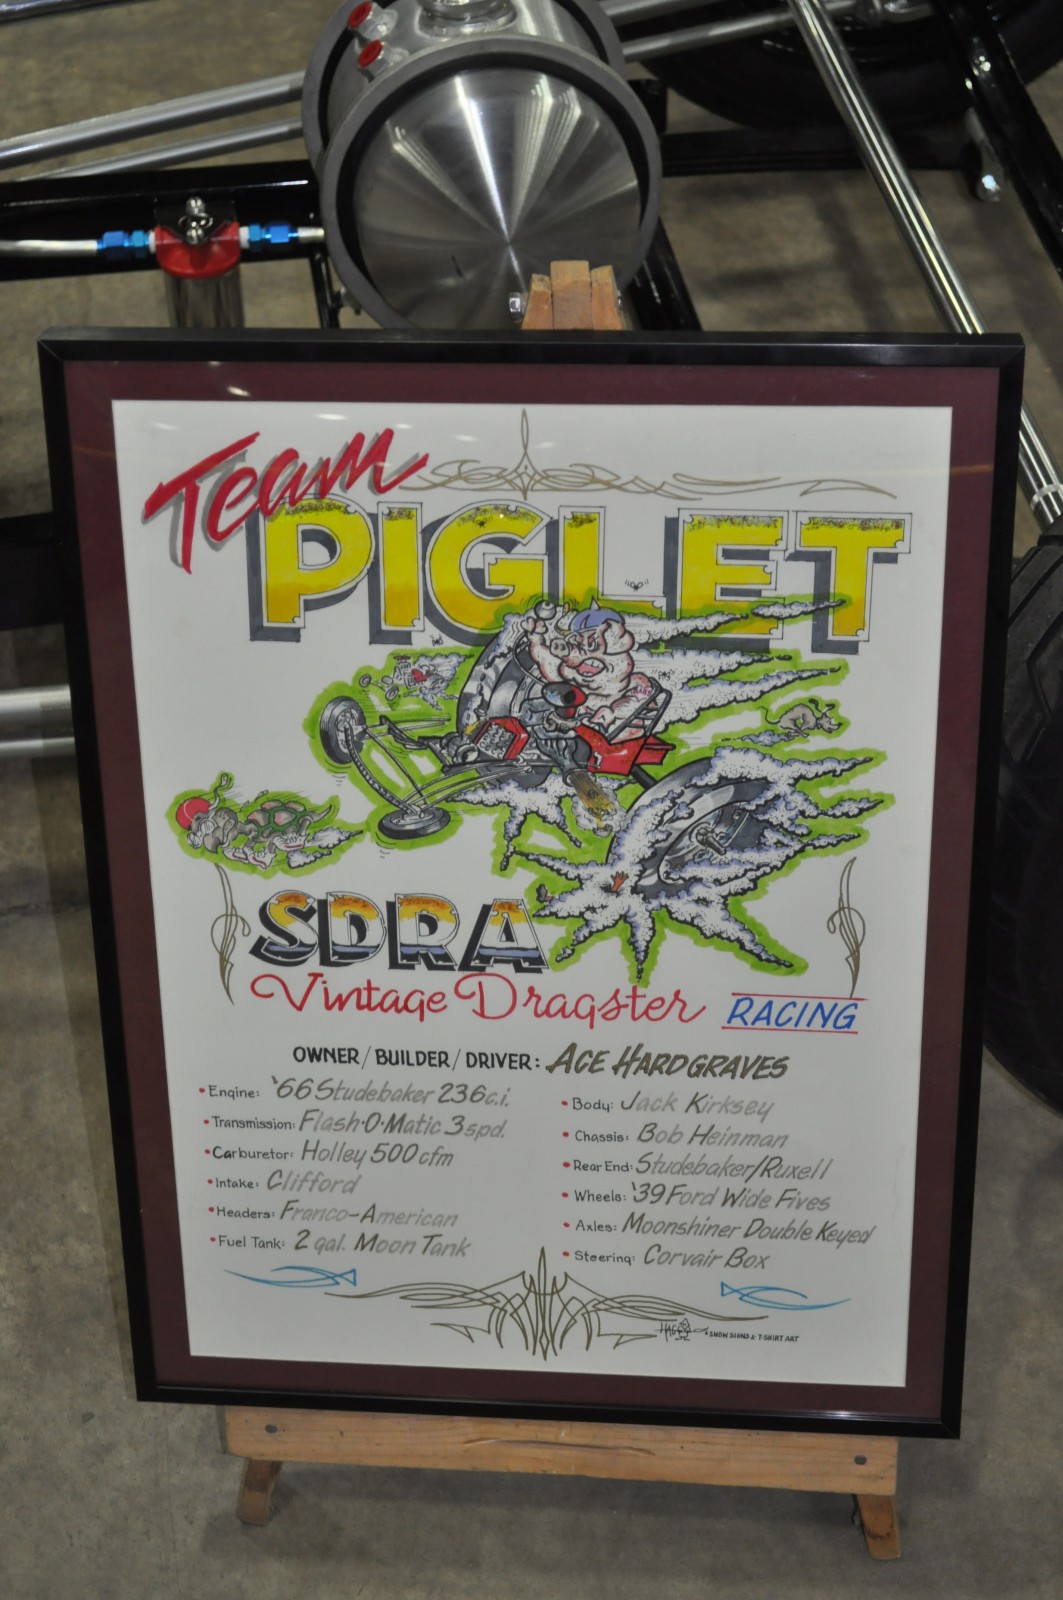 Team
PIGLET
SDRA
Vintage Dragster RACING
OWNER/BUILDER/DRIVER: ACE HARDGRAVES
• Engine: '66 Studebaker 236 c.i.
• Transmission: Flash-O-Matic 3 spd.
• Carburetor: Holley 500 cfm
• Intake: Clifford
• Headers: Franco-American
• Fuel Tank: 2 gal. Moon Tank
• Body: Jack Kirksey
• Chassis: Bob Heinman
• Rear End: Studebaker/Ruxell
• Wheels: '39 Ford Wide Fives
• Axles: Moonshiner Double Keyed
• Steering: Corvair Box
• SHOW SIGNS & T-SHIRT ART